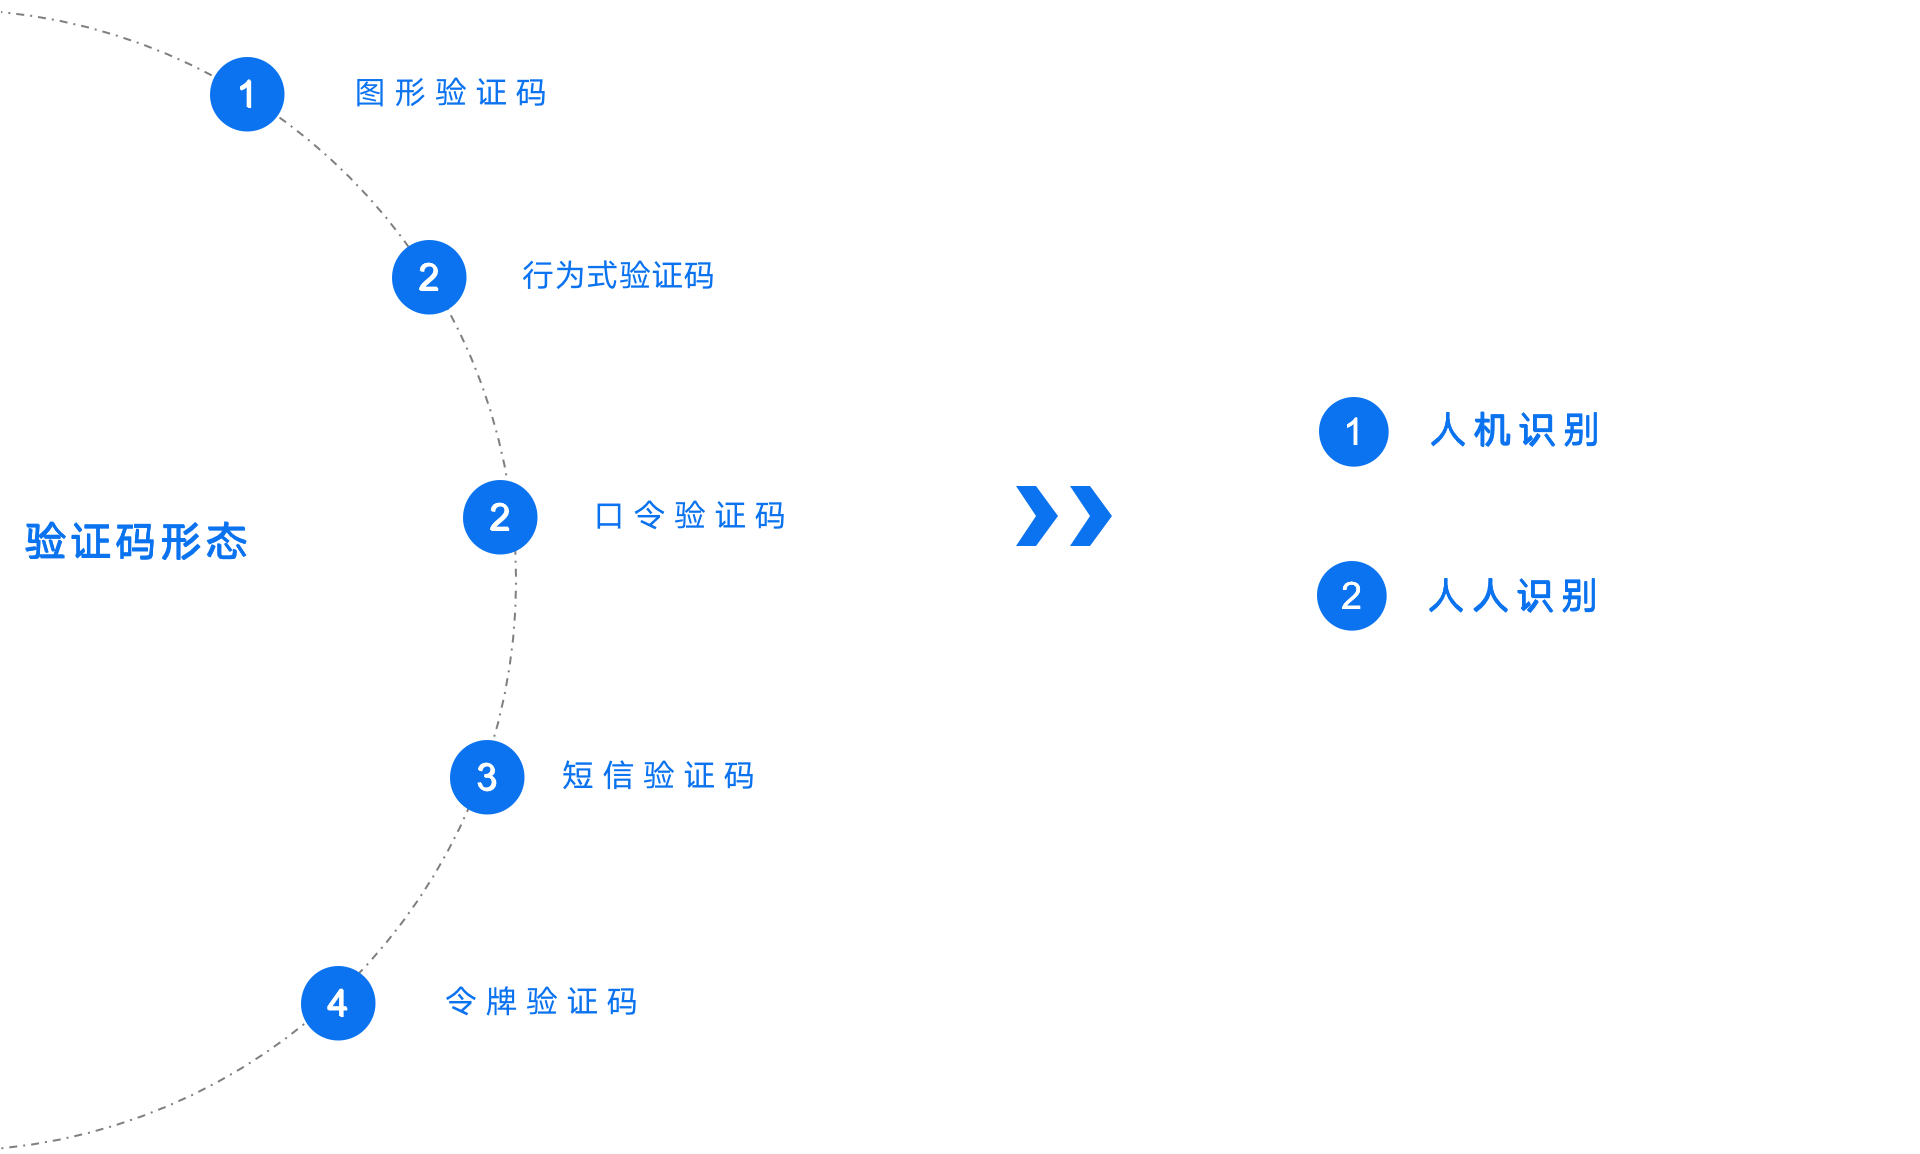 1 图形验证码
2 行为式验证码
验证码形态
2 口令验证码
3 短信验证码
4 令牌验证码
1 人机识别
2 人人识别